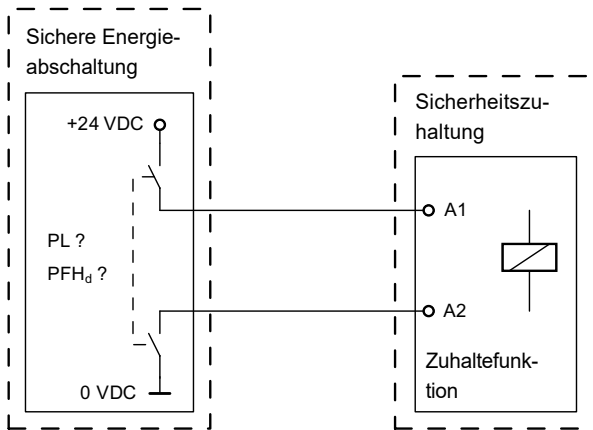 Sichere Energie-
abschaltung
+24 VDC
PL ?
PFHd ?
0 VDC
Sicherheitszu-
haltung
A1
A2
Zuhaltefunk-
tion